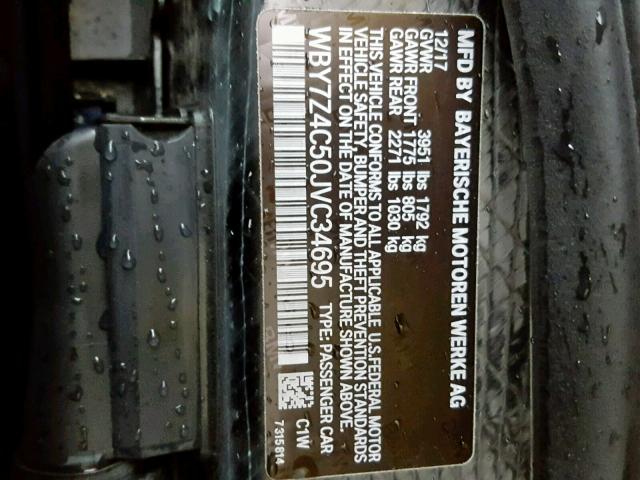 MFD BY BAYERISCHE MOTOREN WERKE AG
12/17
GVWR 3951 lbs 1792 kg
GAWR FRONT 1775 lbs 805 kg
GAWR REAR 2271 lbs 1030 kg
THIS VEHICLE CONFORMS TO ALL APPLICABLE U.S.FEDERAL MOTOR
VEHICLE SAFETY, BUMPER AND THEFT PREVENTION STANDARDS
IN EFFECT ON THE DATE OF MANUFACTURE SHOWN ABOVE.
WBY7Z4C50JVC34695 TYPE: PASSENGER CAR
C1W
7315814